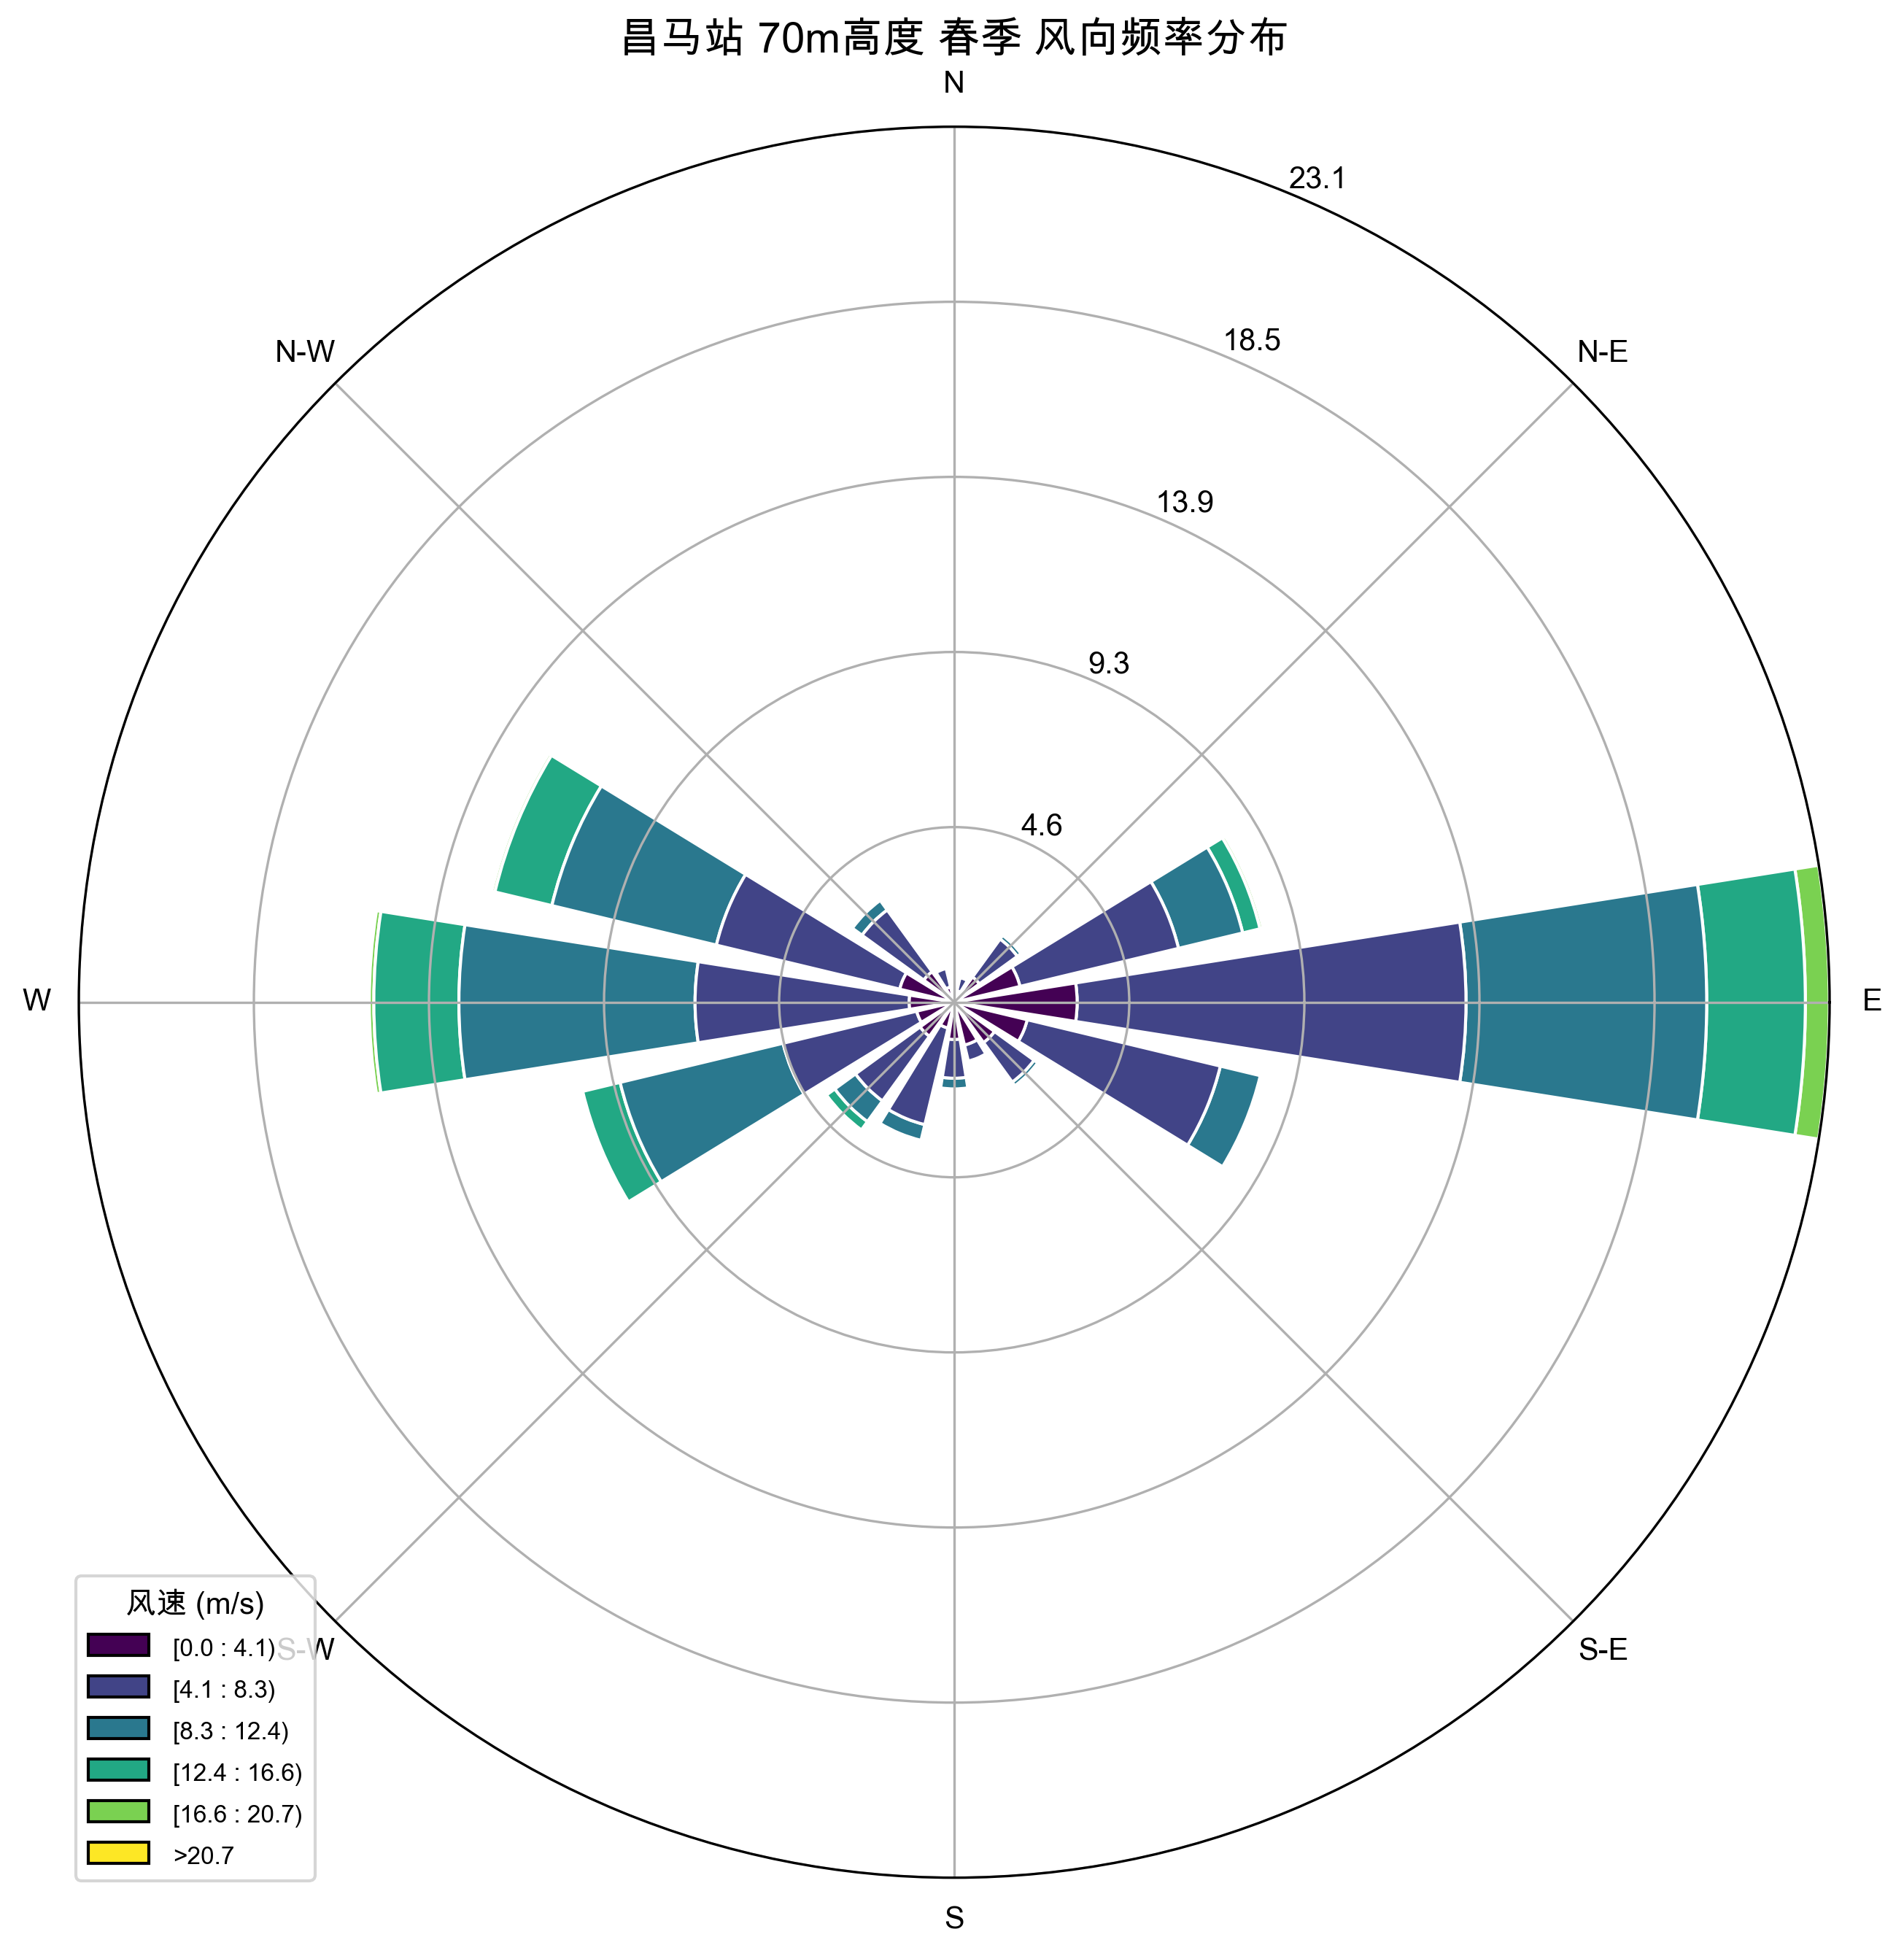 昌马站 70m高度 春季 风向频率分布
N
23.1
N-W
18.5
N-E
13.9
9.3
4.6
W
E
风速 (m/s)
[0.0 : 4.1)
S-W
S-E
[4.1 : 8.3)
[8.3 : 12.4)
[12.4 : 16.6)
[16.6 : 20.7)
>20.7
S